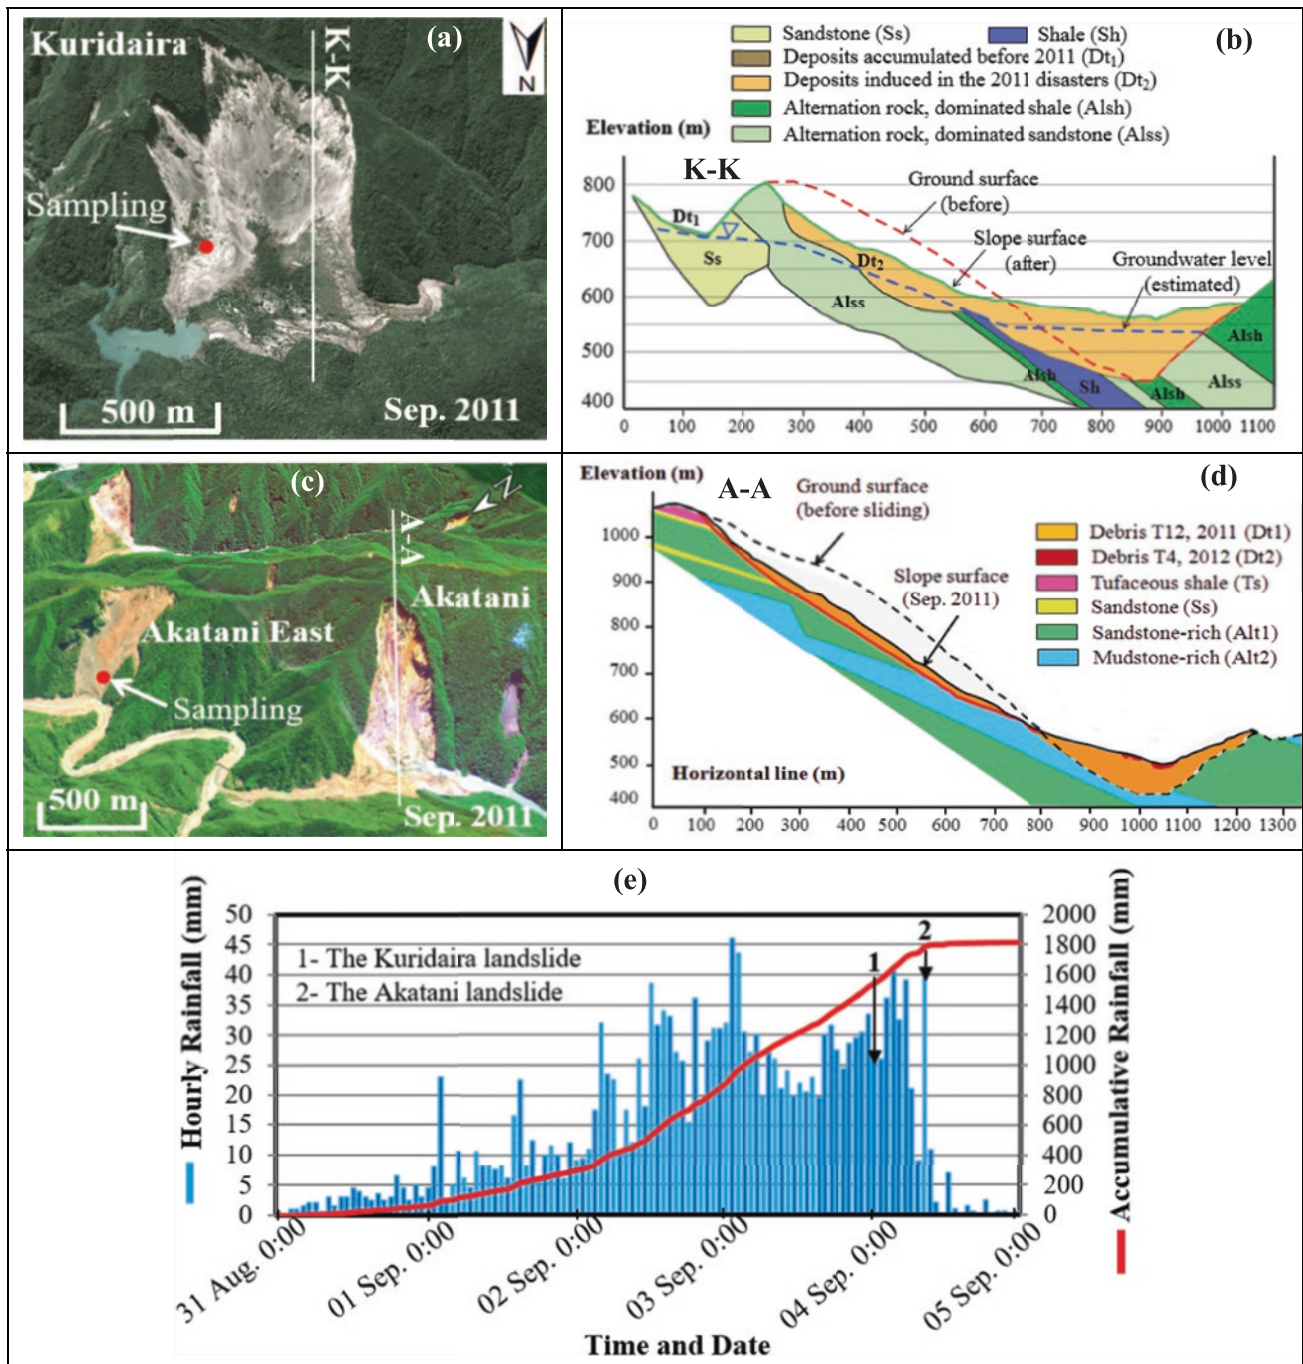 Kuridaira
(a)
K-K
N
Sampling
500 m
Sep. 2011
(b)
Sandstone (Ss)
Shale (Sh)
Deposits accumulated before 2011 (Dt1)
Deposits induced in the 2011 disasters (Dt2)
Alternation rock, dominated shale (Alsh)
Alternation rock, dominated sandstone (Alss)
Elevation (m)
K-K
800
700
600
500
400
Ground surface
(before)
Slope surface
(after)
Groundwater level
(estimated)
Dt1
Ss
Dt2
Alss
Alsh
Sh
Alsh
Alss
Alsh
0 100 200 300 400 500 600 700 800 900 1000 1100
(c)
N
A-A
Akatani
Akatani East
Sampling
500 m
Sep. 2011
(d)
Elevation (m)
A-A
Ground surface
(before sliding)
Slope surface
(Sep. 2011)
Debris T12, 2011 (Dt1)
Debris T4, 2012 (Dt2)
Tufaceous shale (Ts)
Sandstone (Ss)
Sandstone-rich (Alt1)
Mudstone-rich (Alt2)
1000
900
800
700
600
500
400
Horizontal line (m)
0 100 200 300 400 500 600 700 800 900 1000 1100 1200 1300
(e)
Hourly Rainfall (mm)
50
45
40
35
30
25
20
15
10
5
0
1- The Kuridaira landslide
2- The Akatani landslide
1
2
2000
1800
1600
1400
1200
1000
800
600
400
200
0
Accumulative Rainfall (mm)
31 Aug. 0:00
01 Sep. 0:00
02 Sep. 0:00
03 Sep. 0:00
04 Sep. 0:00
05 Sep. 0:00
Time and Date